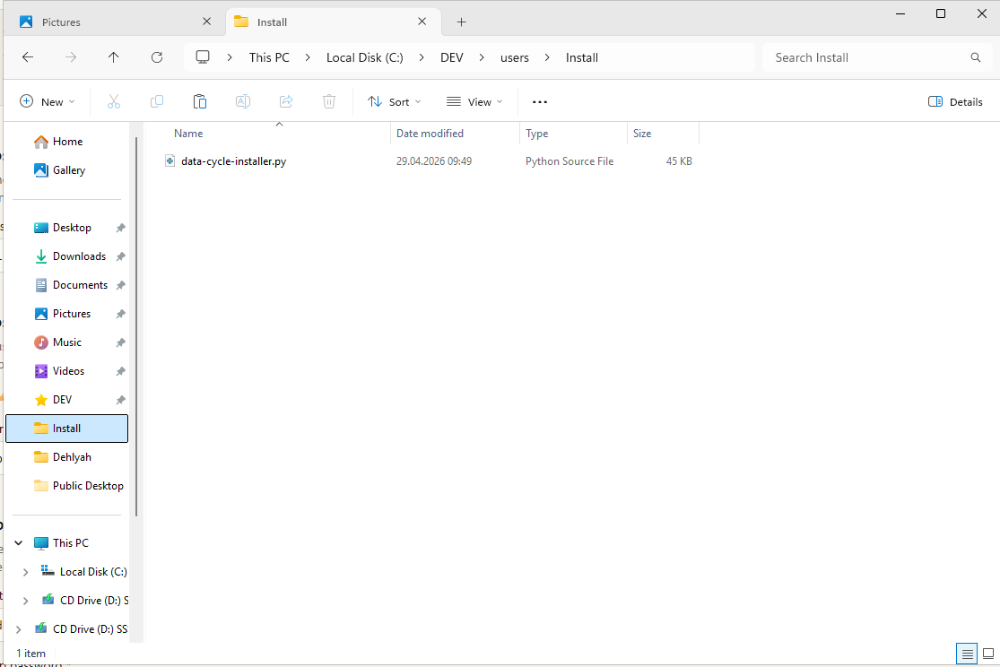 Pictures
Install
This PC
Local Disk (C:)
DEV
users
Install
Search Install
New
Sort
View
Details
Home
Gallery
Desktop
Downloads
Documents
Pictures
Music
Videos
DEV
Install
Dehlyah
Public Desktop
This PC
Local Disk (C:)
CD Drive (D:) S
CD Drive (D:) SS
Name
Date modified
Type
Size
data-cycle-installer.py
29.04.2026 09:49
Python Source File
45 KB
1 item